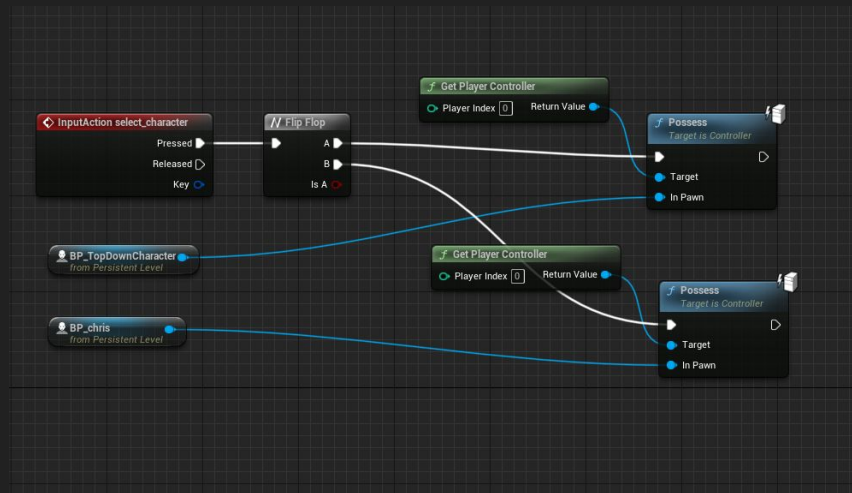 Get Player Controller
Player Index 0 Return Value
InputAction select_character
Pressed
Released
Key
Flip Flop
A
B
Is A
Possess
Target is Controller
Target
In Pawn
BP_TopDownCharacter
from Persistent Level
Get Player Controller
Player Index 0 Return Value
BP_chris
from Persistent Level
Possess
Target is Controller
Target
In Pawn